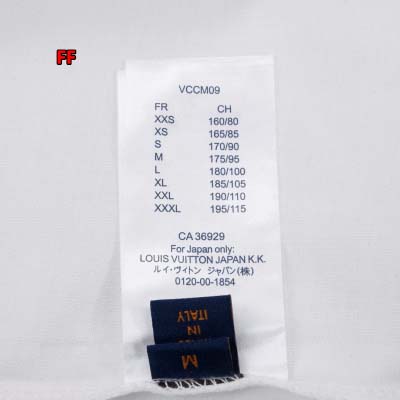 FF
VCCM09
FR CH
XXS 160/80
XS 165/85
S 170/90
M 175/95
L 180/100
XL 185/105
XXL 190/110
XXXL 195/115
CA 36929
For Japan only:
LOUIS VUITTON JAPAN K.K.
ルイ・ヴィトン ジャパン(株)
0120-00-1854
IN
ITALY
M